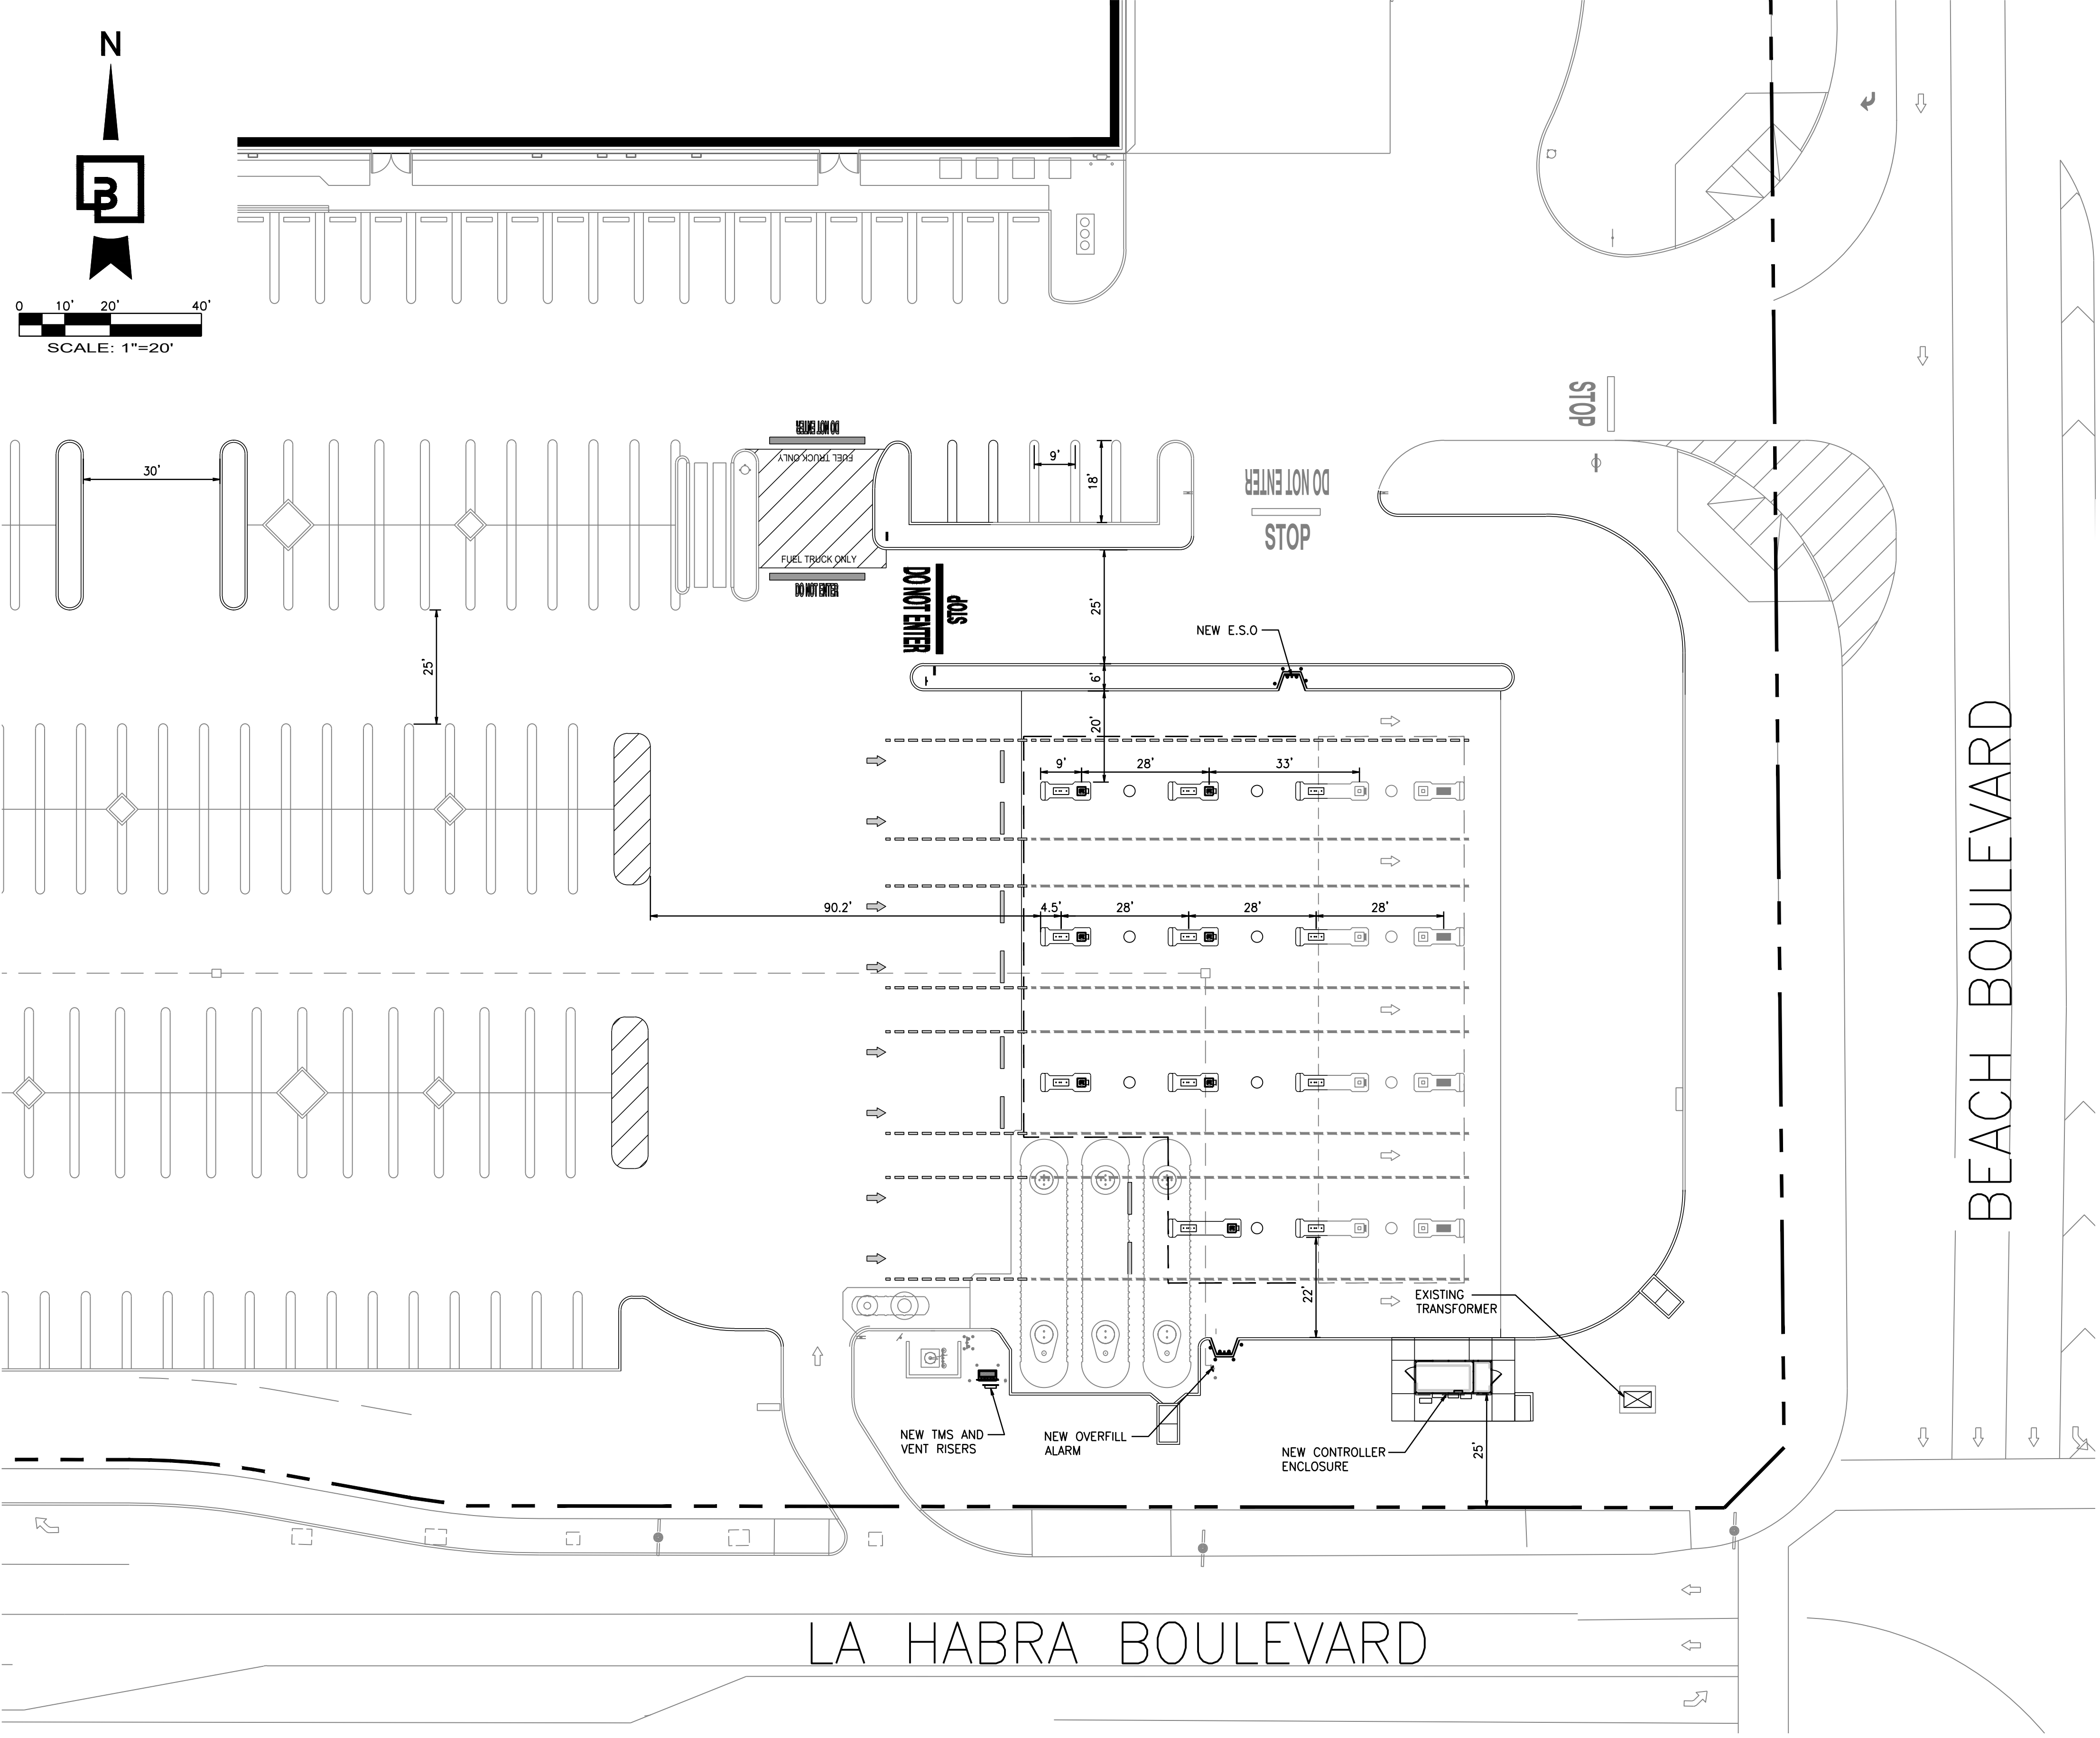 N
B
0 10' 20' 40'
SCALE: 1"=20'
STOP
DO NOT ENTER
FUEL TRUCK ONLY
30'
9'
18'
DO NOT ENTER
STOP
FUEL TRUCK ONLY
DO NOT ENTER
DO NOT ENTER
STOP
25'
25'
NEW E.S.O
6'
20'
9' 28' 33'
90.2' 4.5' 28' 28' 28'
BEACH BOULEVARD
22'
EXISTING
TRANSFORMER
NEW TMS AND
VENT RISERS
NEW OVERFILL
ALARM
NEW CONTROLLER
ENCLOSURE
25'
LA HABRA BOULEVARD